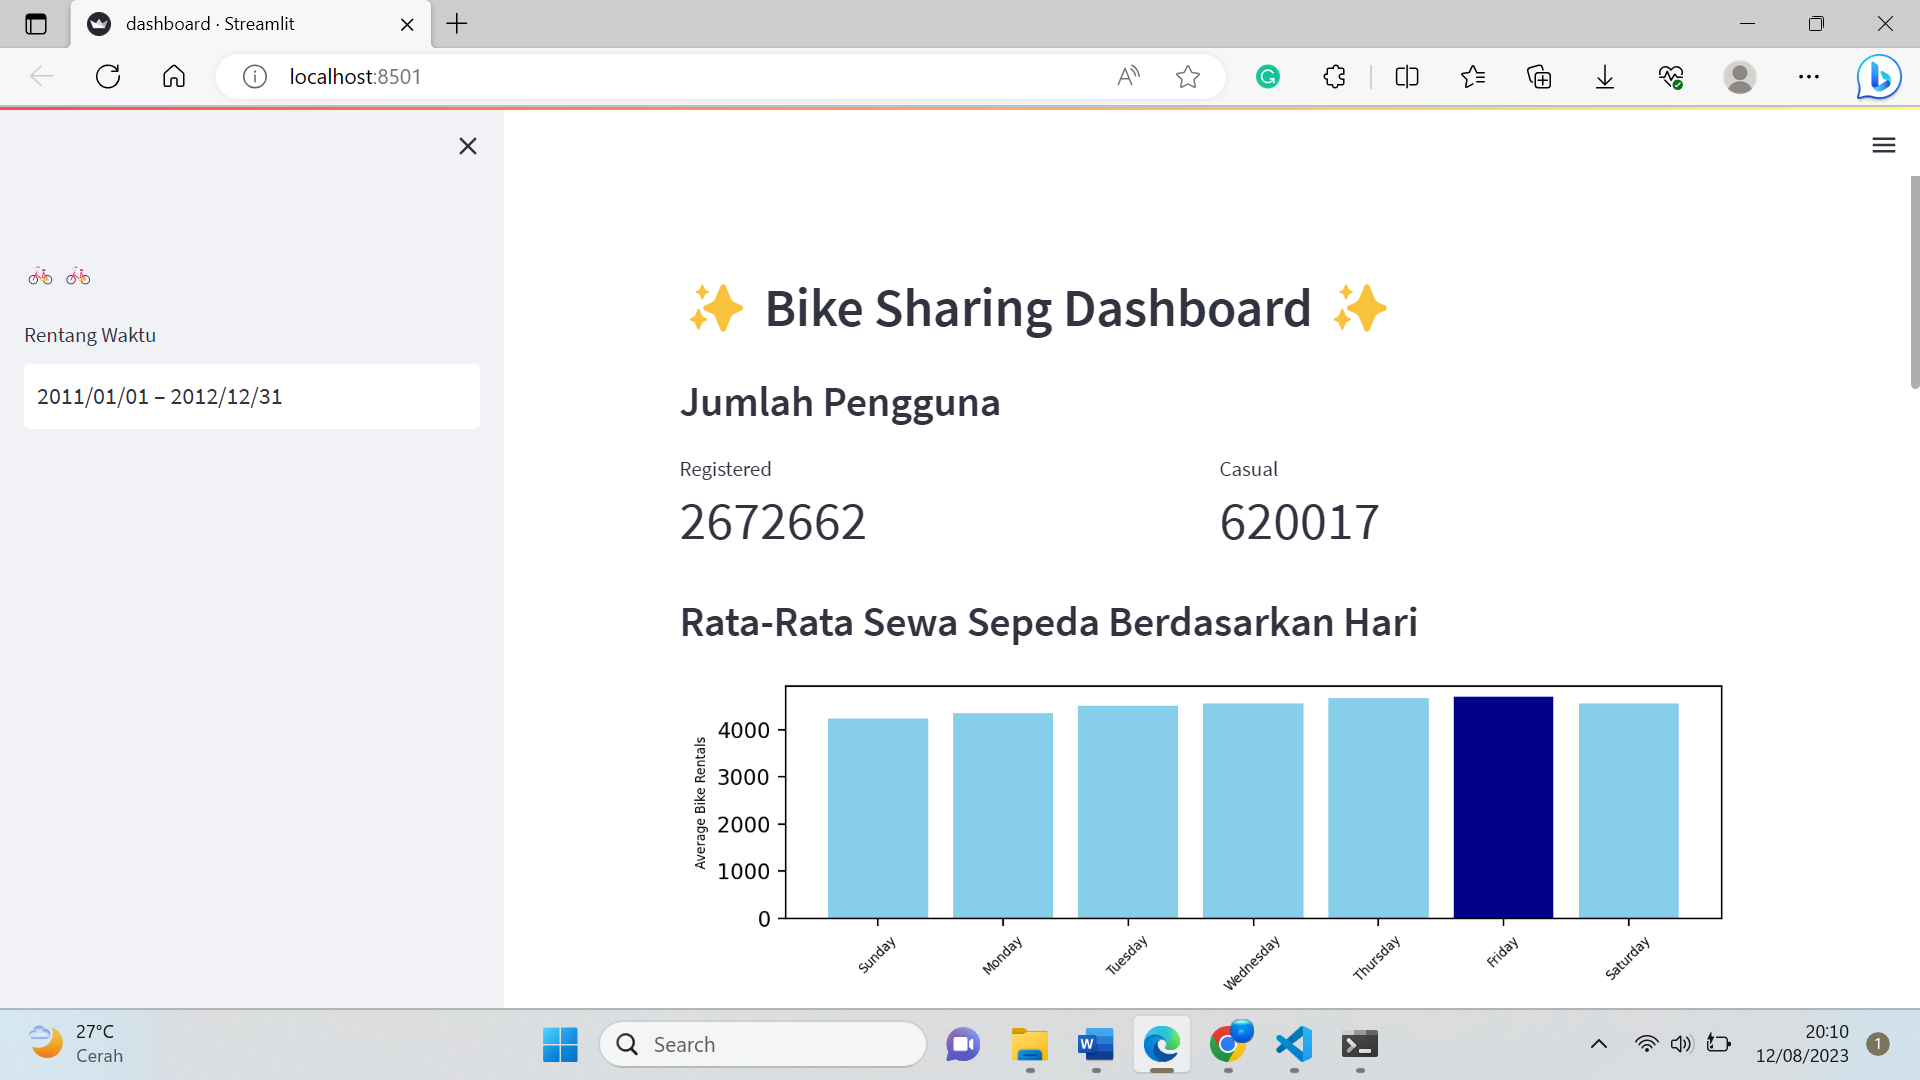 dashboard · Streamlit
localhost:8501
Rentang Waktu
2011/01/01 – 2012/12/31
✨ Bike Sharing Dashboard ✨
Jumlah Pengguna
Registered
2672662
Casual
620017
Rata-Rata Sewa Sepeda Berdasarkan Hari
Average Bike Rentals
4000
3000
2000
1000
0
Sunday
Monday
Tuesday
Wednesday
Thursday
Friday
Saturday
27°C
Cerah
Search
20:10
12/08/2023
1